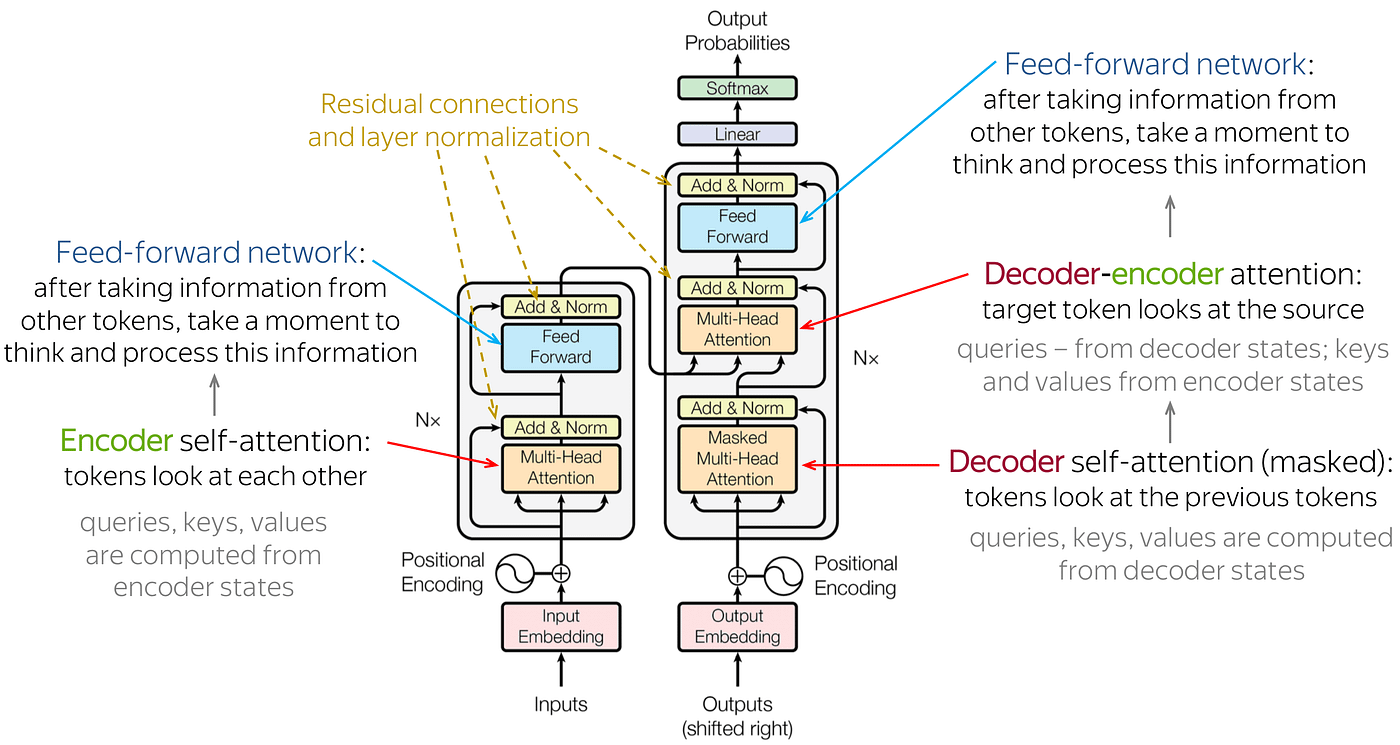 Output
Probabilities
Softmax
Linear
Add & Norm
Feed
Forward
Add & Norm
Multi-Head
Attention
Add & Norm
Masked
Multi-Head
Attention
Nx
Positional
Encoding
Output
Embedding
Outputs
(shifted right)
Add & Norm
Feed
Forward
Add & Norm
Multi-Head
Attention
Nx
Positional
Encoding
Input
Embedding
Inputs
Residual connections
and layer normalization
Feed-forward network:
after taking information from
other tokens, take a moment to
think and process this information
Encoder self-attention:
tokens look at each other
queries, keys, values
are computed from
encoder states
Feed-forward network:
after taking information from
other tokens, take a moment to
think and process this information
Decoder-encoder attention:
target token looks at the source
queries – from decoder states; keys
and values from encoder states
Decoder self-attention (masked):
tokens look at the previous tokens
queries, keys, values are computed
from decoder states